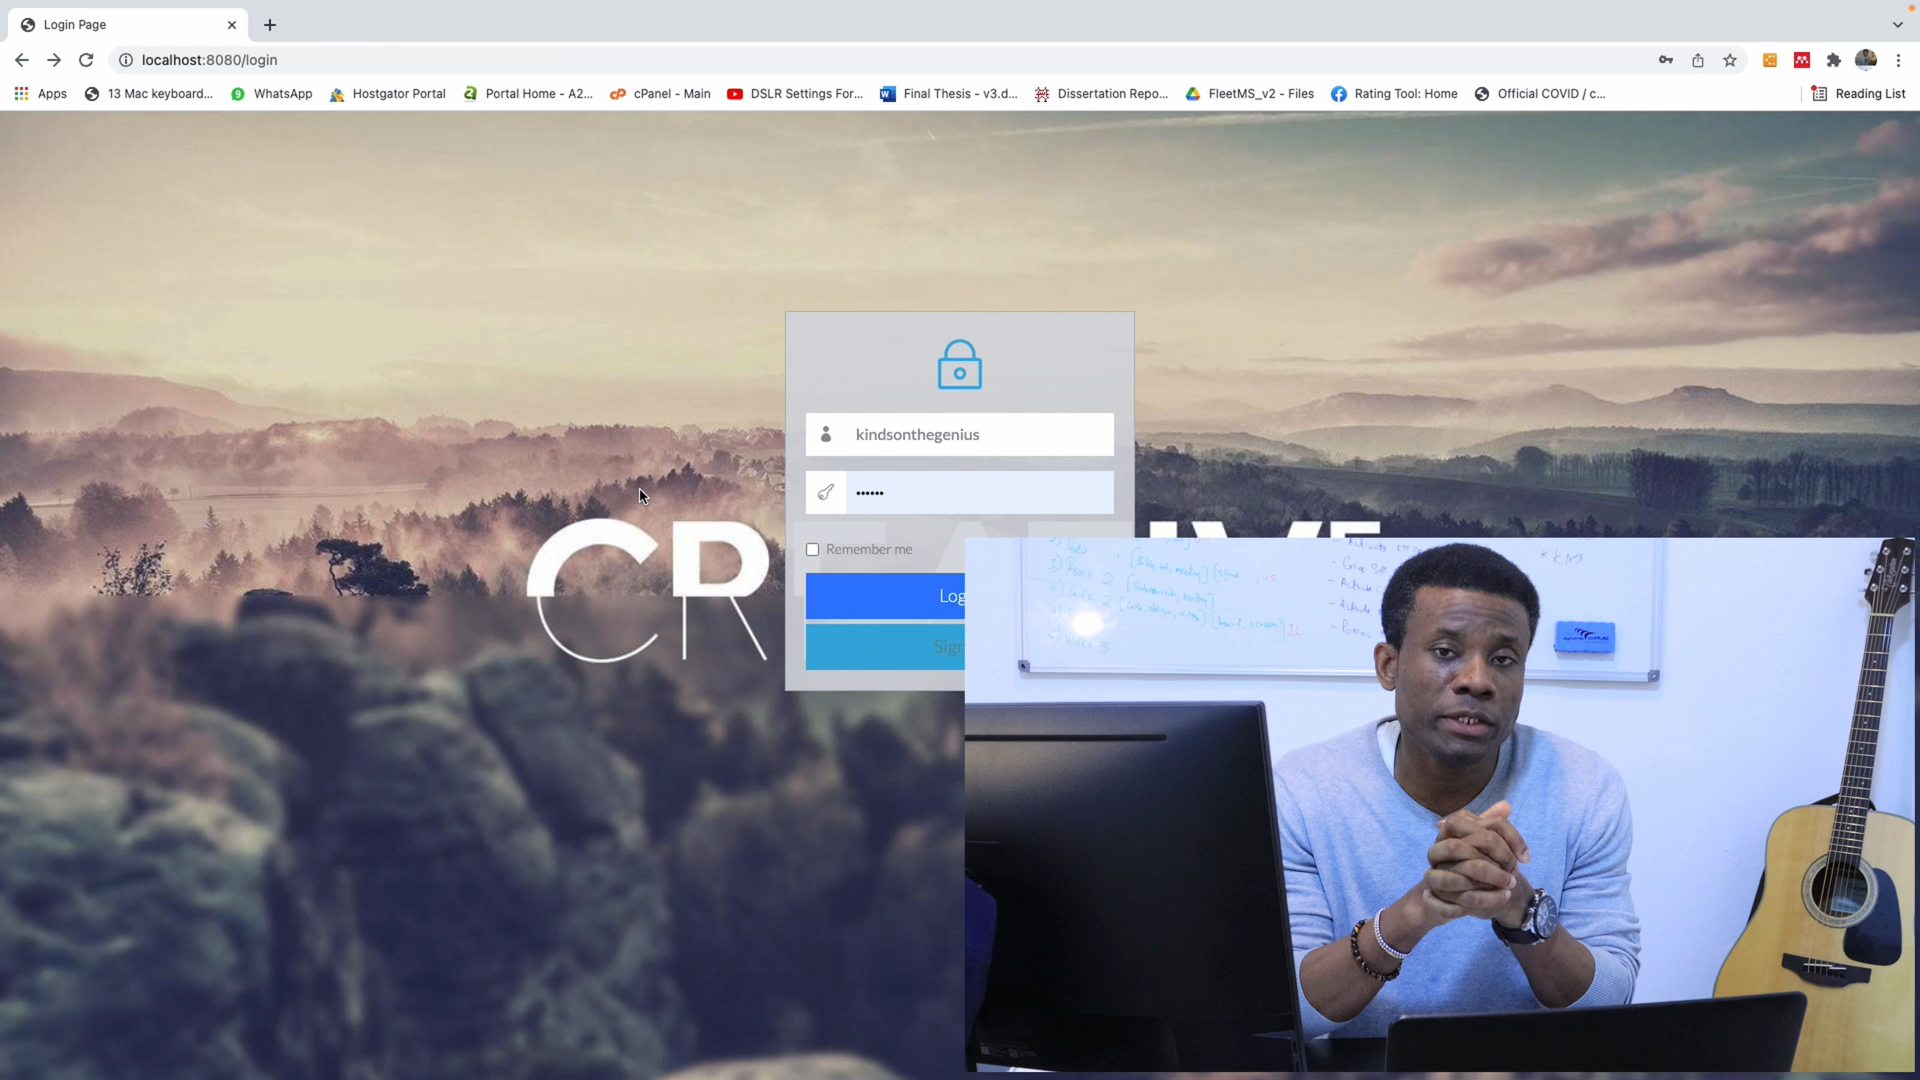 Login Page
localhost:8080/login
Apps
13 Mac keyboard...
WhatsApp
Hostgator Portal
Portal Home - A2...
cPanel - Main
DSLR Settings For...
Final Thesis - v3.d...
Dissertation Repo...
FleetMS_v2 - Files
Rating Tool: Home
Official COVID / c...
Reading List
kindsonthegenius
Remember me
Log
Sign
CREATIVE